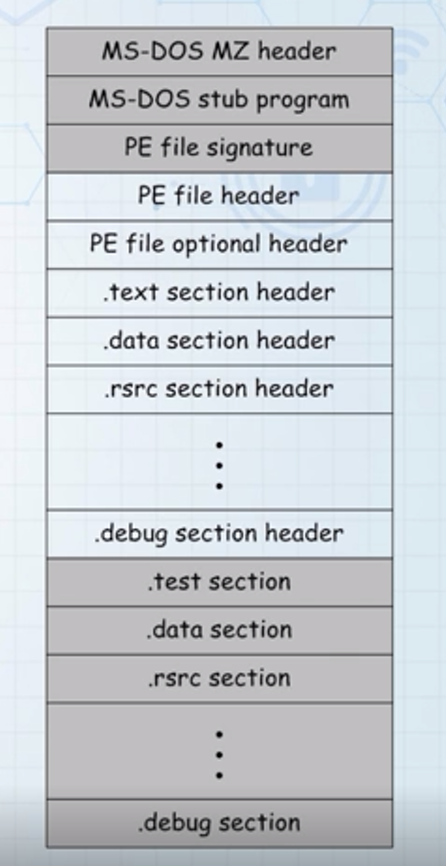 MS-DOS MZ header
MS-DOS stub program
PE file signature
PE file header
PE file optional header
.text section header
.data section header
.rsrc section header
.debug section header
.test section
.data section
.rsrc section
.debug section